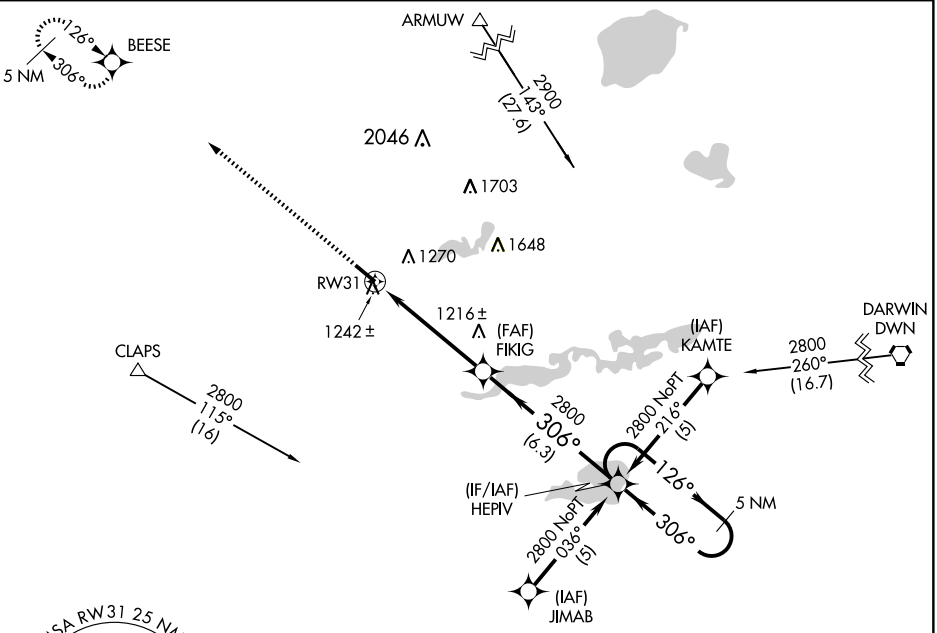 126°
306°
5 NM
BEESE
ARMUW
2900
143°
(27.6)
2046
1703
1648
1270
RW31
1242 ±
1216 ±
(FAF)
FIKIG
(IAF)
KAMTE
DARWIN
DWN
2800
260°
(16.7)
CLAPS
2800
115°
(16)
2800
306°
(6.3)
2800 NoPT
216°
(5)
126°
306°
5 NM
(IF/IAF)
HEPIV
2800 NoPT
036°
(5)
(IAF)
JIMAB
RW31 25